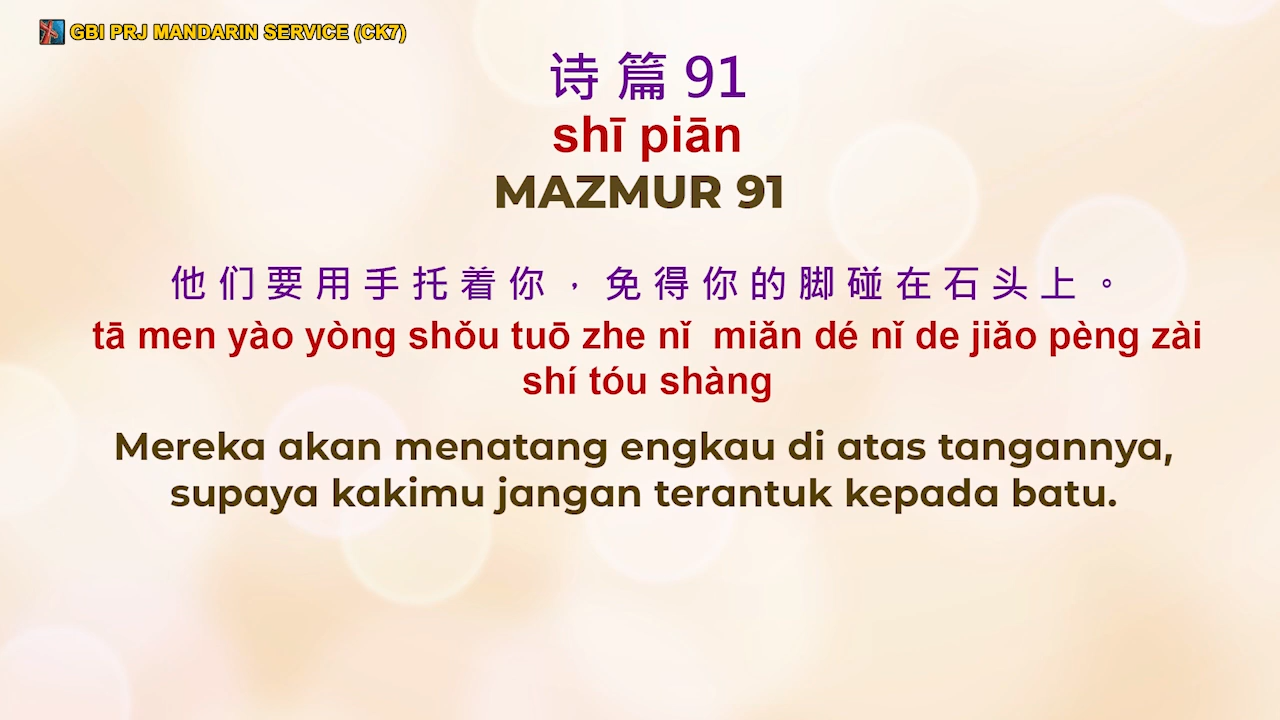 GBI PRJ MANDARIN SERVICE (CK7)
诗 篇 91
shī piān
MAZMUR 91
他 们 要 用 手 托 着 你 ， 免 得 你 的 脚 碰 在 石 头 上 。
tā men yào yòng shǒu tuō zhe nǐ  miǎn dé nǐ de jiǎo pèng zài
shí tóu shàng
Mereka akan menatang engkau di atas tangannya,
supaya kakimu jangan terantuk kepada batu.